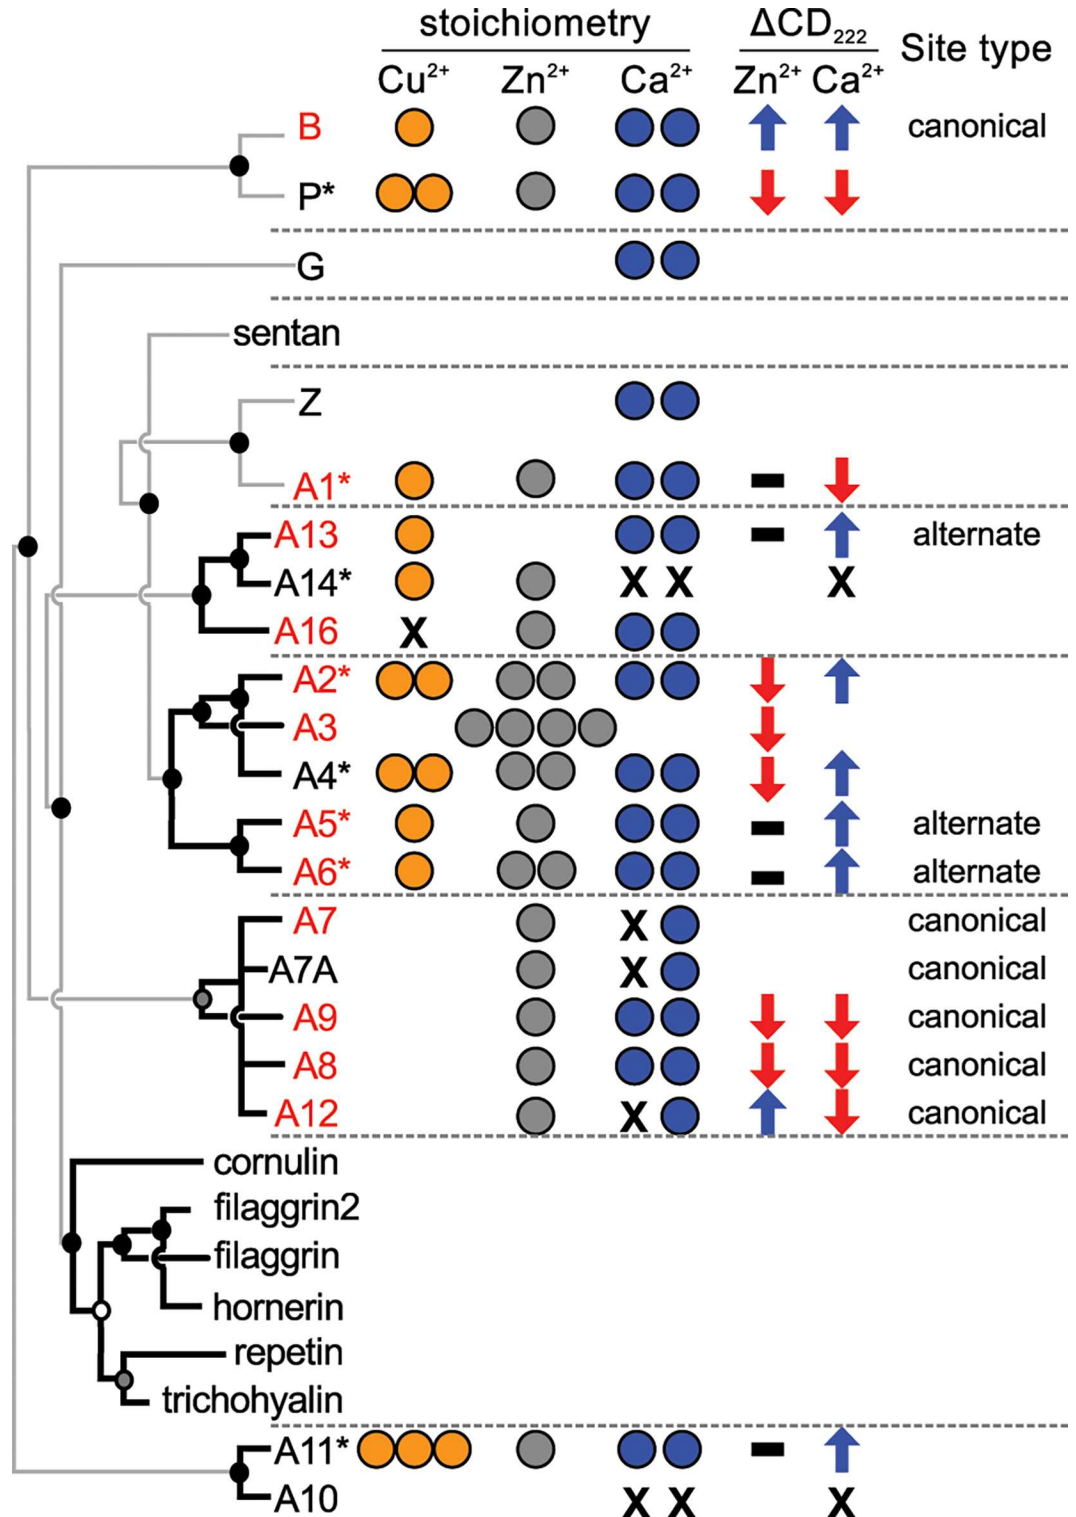 stoichiometry ΔCD₂₂₂ Site type
Cu²⁺ Zn²⁺ Ca²⁺ Zn²⁺ Ca²⁺
B canonical
P*
G
sentan
Z
A1*
A13 alternate
A14* X X X
A16 X
A2*
A3
A4*
A5* alternate
A6* alternate
A7 X canonical
A7A X canonical
A9 canonical
A8 canonical
A12 X canonical
cornulin
filaggrin2
filaggrin
hornerin
repetin
trichohyalin
A11*
A10 X X X